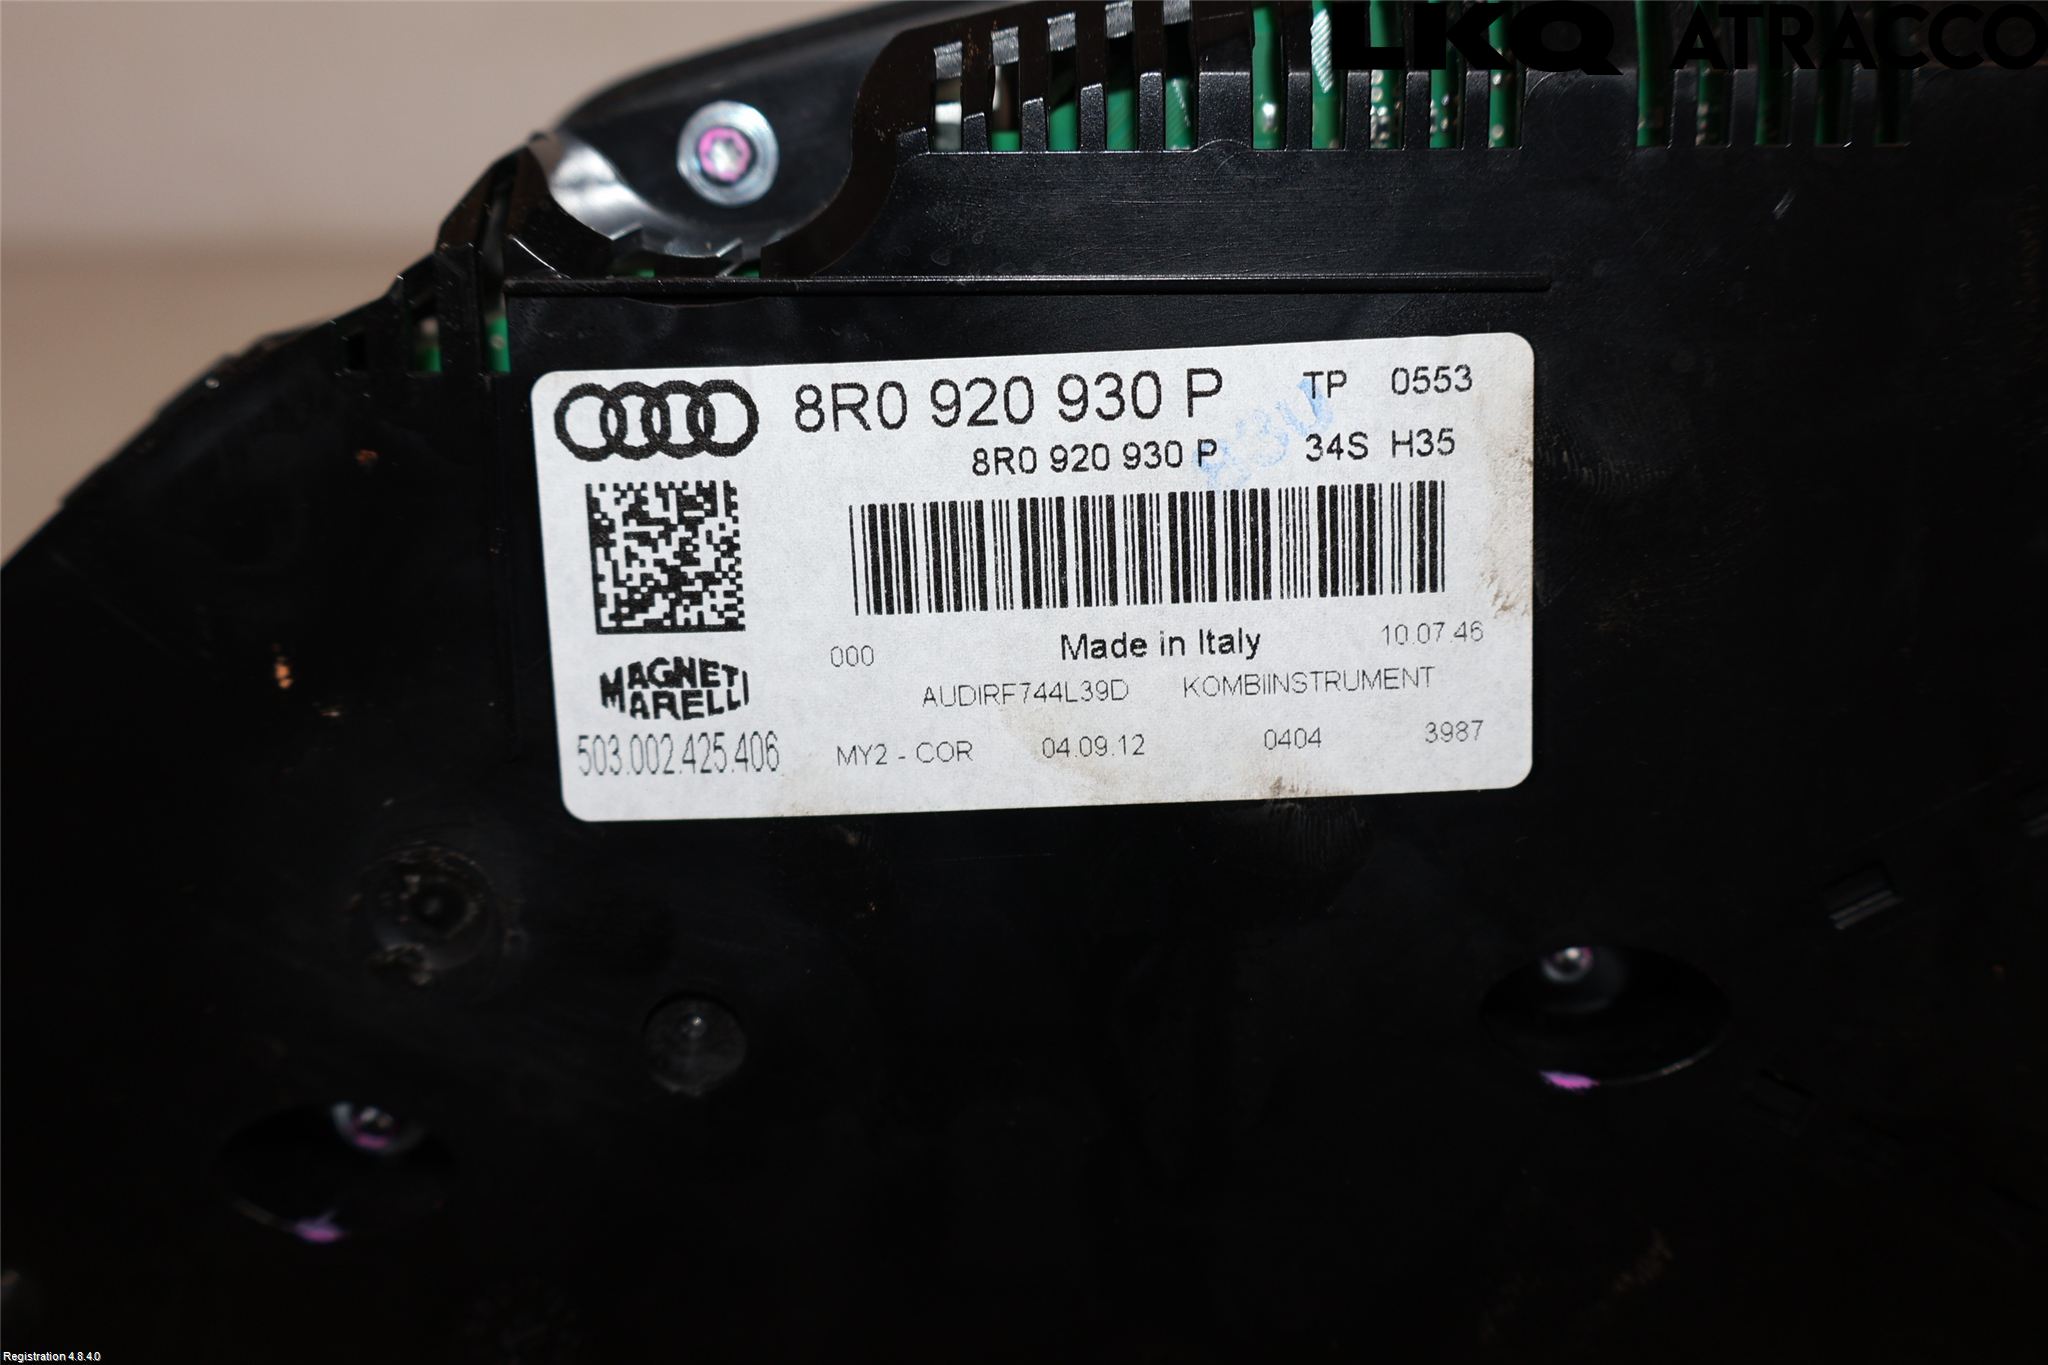 LKQ ATRACCO
8R0 920 930 P TP 0553
8R0 920 930 P 34S H35
000 Made in Italy 10.07.46
MAGNETI
MARELLI
AUDIRF744L39D KOMBIINSTRUMENT
503.002.425.406 MY2 - COR 04.09.12 0404 3987
Registration 4.8.4.0